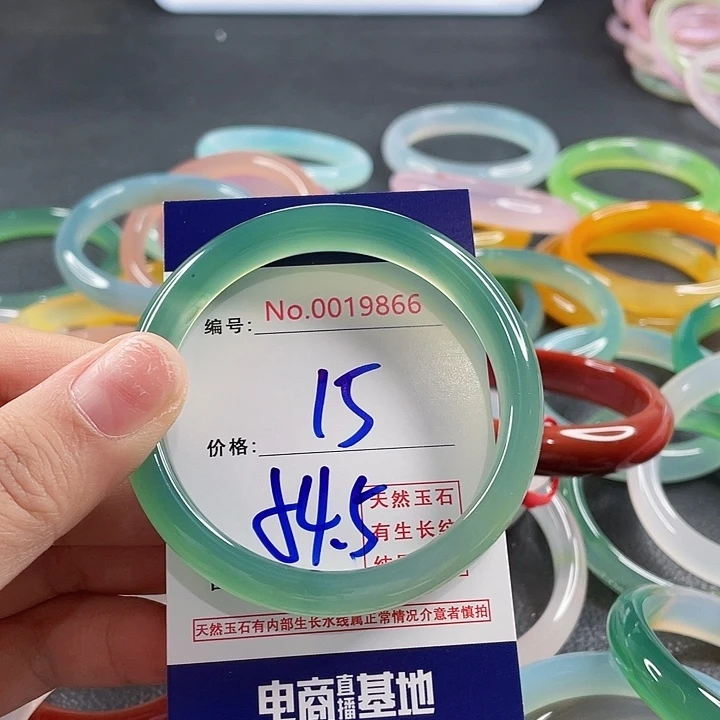 编号: No.0019866
15
价格:
54.5
天然玉石
有生长纹
天然玉石有内部生长水线属正常情况介意者慎拍
电商直播基地